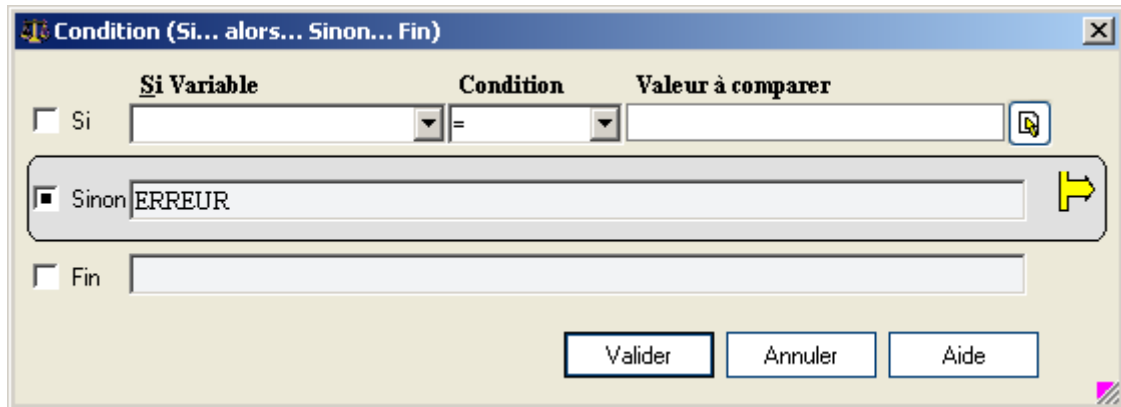 Condition (Si... alors... Sinon... Fin)
Si Variable Condition Valeur à comparer
Si =
Sinon ERREUR
Fin
Valider Annuler Aide